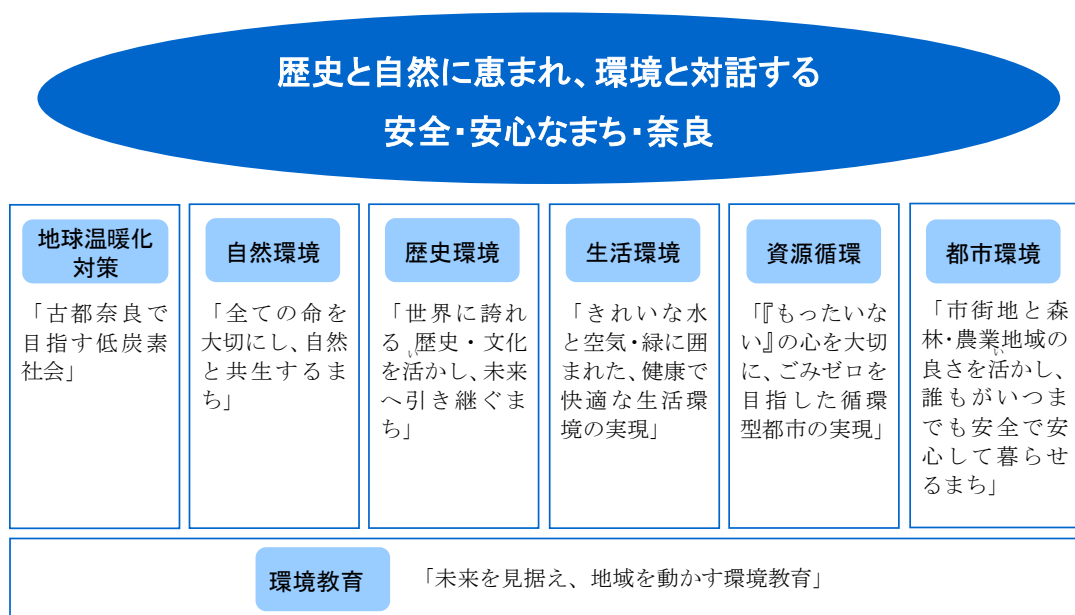 歴史と自然に恵まれ、環境と対話する
安全・安心なまち・奈良
地球温暖化
対策
「古都奈良で
目指す低炭素
社会」
自然環境
「全ての命を
大切にし、自然
と共生するま
ち」
歴史環境
「世界に誇れ
る 歴史・文化
を活かし、未来
い
へ引き継ぐま
ち」
生活環境
「きれいな水
と空気・緑に囲
まれた、健康で
快適な生活環
境の実現」
資源循環
「『もったいな
い』の心を大切
に、ごみゼロを
目指した循環
型都市の実現」
都市環境
「市街地と森
林・農業地域の
良さを活かし、
い
誰もがいつま
でも安全で安
心して暮らせ
るまち」
環境教育
「未来を見据え、地域を動かす環境教育」